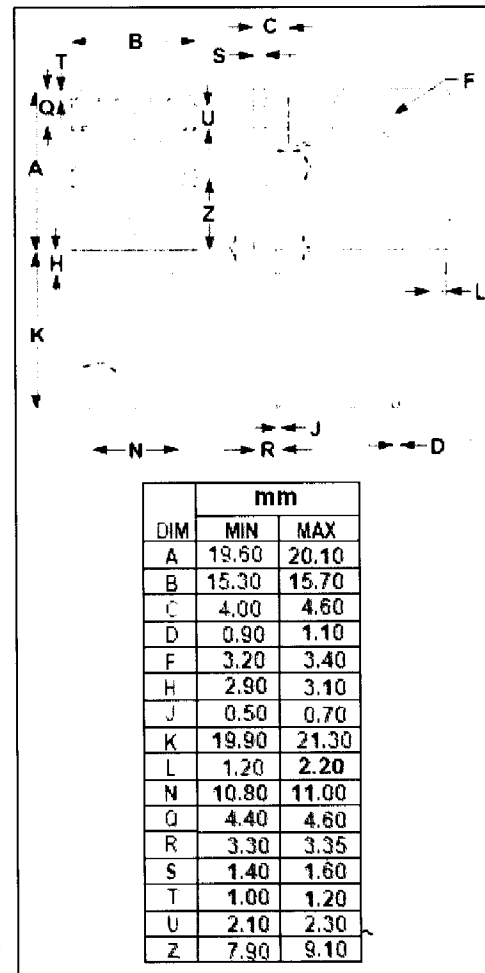 C
B
S
T
F
Q
U
A
Z
H
L
K
J
N
R
D
mm
DIM MIN MAX
A 19.60 20.10
B 15.30 15.70
C 4.00 4.60
D 0.90 1.10
F 3.20 3.40
H 2.90 3.10
J 0.50 0.70
K 19.90 21.30
L 1.20 2.20
N 10.80 11.00
Q 4.40 4.60
R 3.30 3.35
S 1.40 1.60
T 1.00 1.20
U 2.10 2.30
Z 7.90 9.10